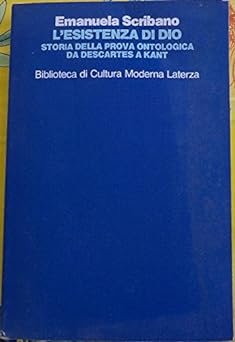 Emanuela Scribano
L'ESISTENZA DI DIO
STORIA DELLA PROVA ONTOLOGICA
DA DESCARTES A KANT
Biblioteca di Cultura Moderna Laterza